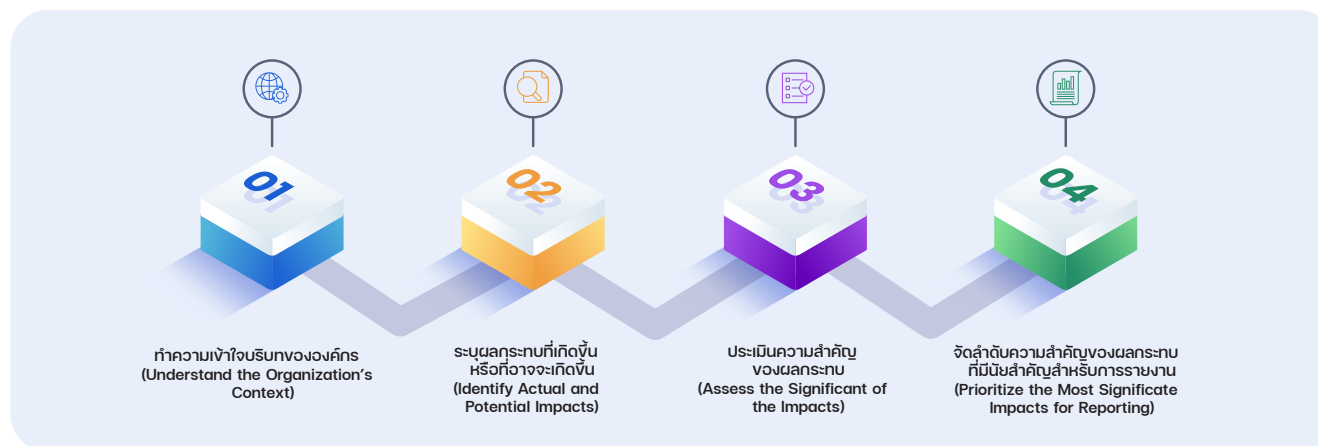 01
02
03
04
ทำความเข้าใจบริบทขององค์กร
(Understand the Organization's
Context)
ระบุผลกระทบที่เกิดขึ้น
หรือที่อาจจะเกิดขึ้น
(Identify Actual and
Potential Impacts)
ประเมินความสำคัญ
ของผลกระทบ
(Assess the Significant of
the Impacts)
จัดลำดับความสำคัญของผลกระทบ
ที่มีนัยสำคัญสำหรับการรายงาน
(Prioritize the Most Significate
Impacts for Reporting)